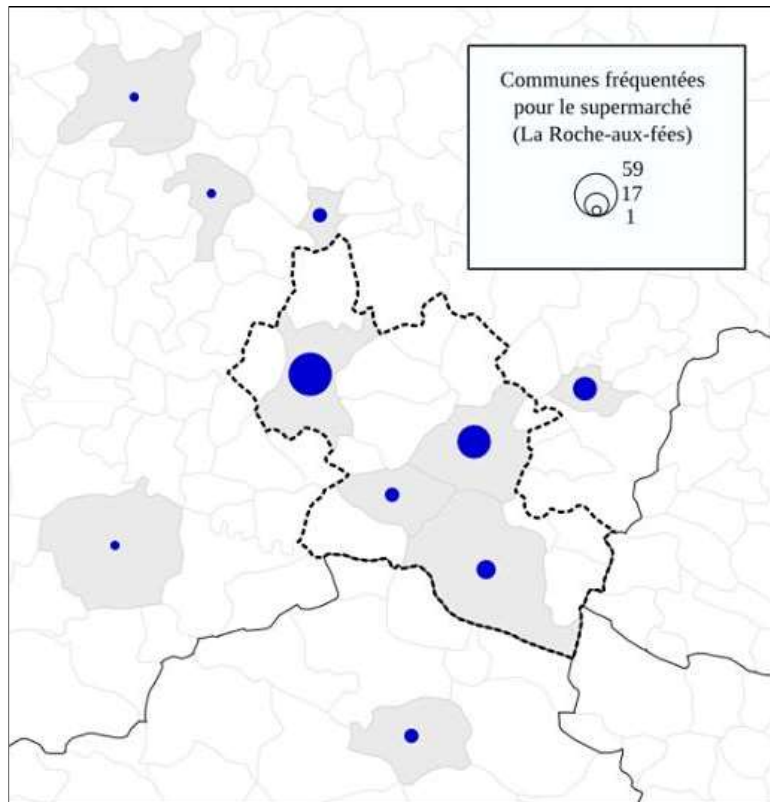 Communes fréquentées
pour le supermarché
(La Roche-aux-fées)
59
17
1